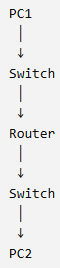 PC1
│
↓
Switch
│
↓
Router
│
↓
Switch
│
↓
PC2